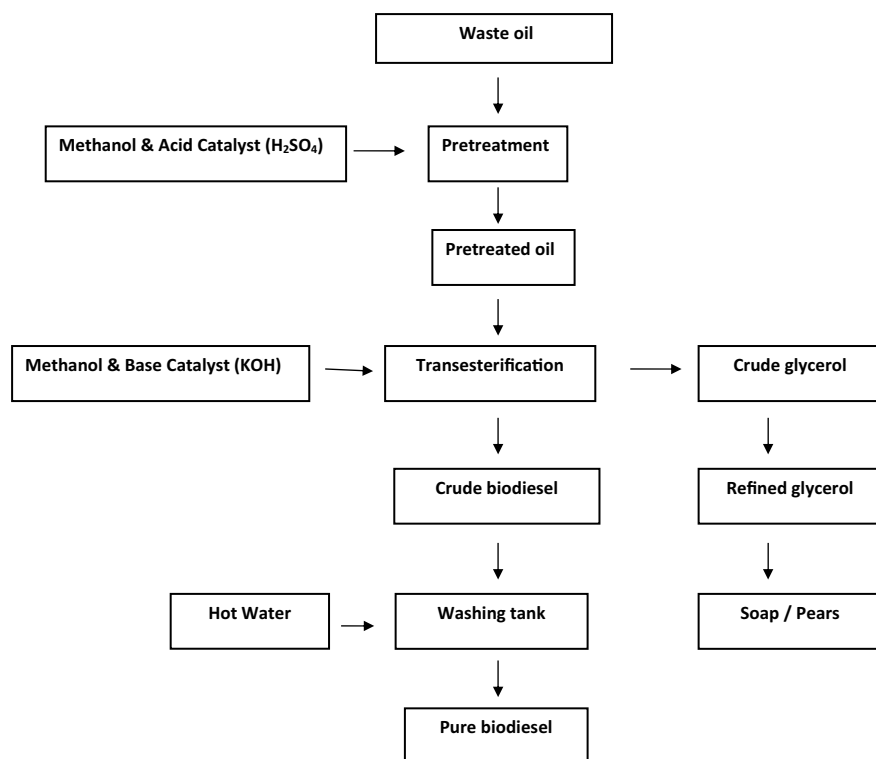 Waste oil
Methanol & Acid Catalyst (H₂SO₄)
Pretreatment
Pretreated oil
Methanol & Base Catalyst (KOH)
Transesterification
Crude glycerol
Crude biodiesel
Refined glycerol
Hot Water
Washing tank
Soap / Pears
Pure biodiesel